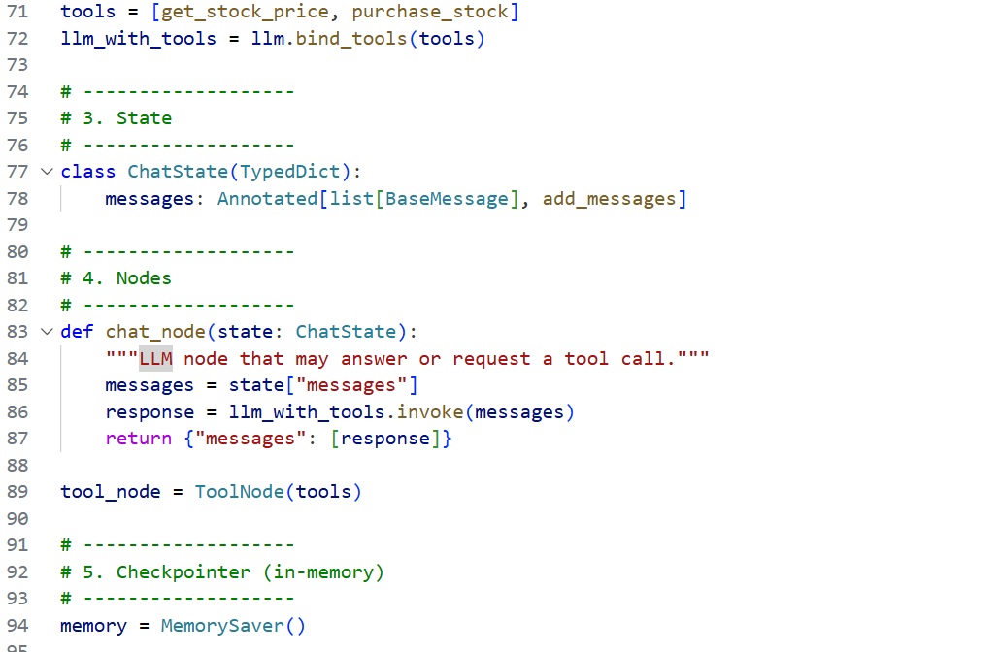 71 tools = [get_stock_price, purchase_stock]
72 llm_with_tools = llm.bind_tools(tools)
73
74 # -------------------
75 # 3. State
76 # -------------------
77 class ChatState(TypedDict):
78     messages: Annotated[list[BaseMessage], add_messages]
79
80 # -------------------
81 # 4. Nodes
82 # -------------------
83 def chat_node(state: ChatState):
84     """LLM node that may answer or request a tool call."""
85     messages = state["messages"]
86     response = llm_with_tools.invoke(messages)
87     return {"messages": [response]}
88
89 tool_node = ToolNode(tools)
90
91 # -------------------
92 # 5. Checkpointer (in-memory)
93 # -------------------
94 memory = MemorySaver()
95